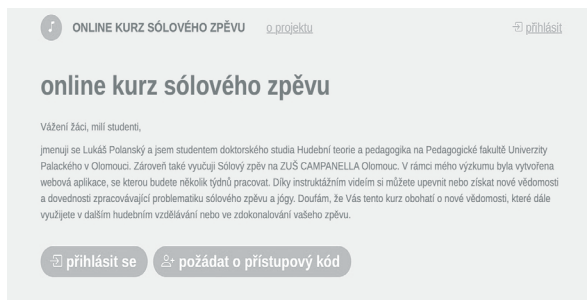 ONLINE KURZ SÓLOVÉHO ZPĚVU o projektu přihlásit
online kurz sólového zpěvu
Vážení žáci, milí studenti,
jmenuji se Lukáš Polanský a jsem studentem doktorského studia Hudební teorie a pedagogika na Pedagogické fakultě Univerzity
Palackého v Olomouci. Zároveň také vyučuji Sólový zpěv na ZUŠ CAMPANELLA Olomouc. V rámci mého výzkumu byla vytvořena
webová aplikace, se kterou budete několik týdnů pracovat. Díky instruktážním videím si můžete upevnit nebo získat nové vědomosti
a dovednosti zpracovávající problematiku sólového zpěvu a jógy. Doufám, že Vás tento kurz obohatí o nové vědomosti, které dále
využijete v dalším hudebním vzdělávání nebo ve zdokonalování vašeho zpěvu.
přihlásit se požádat o přístupový kód